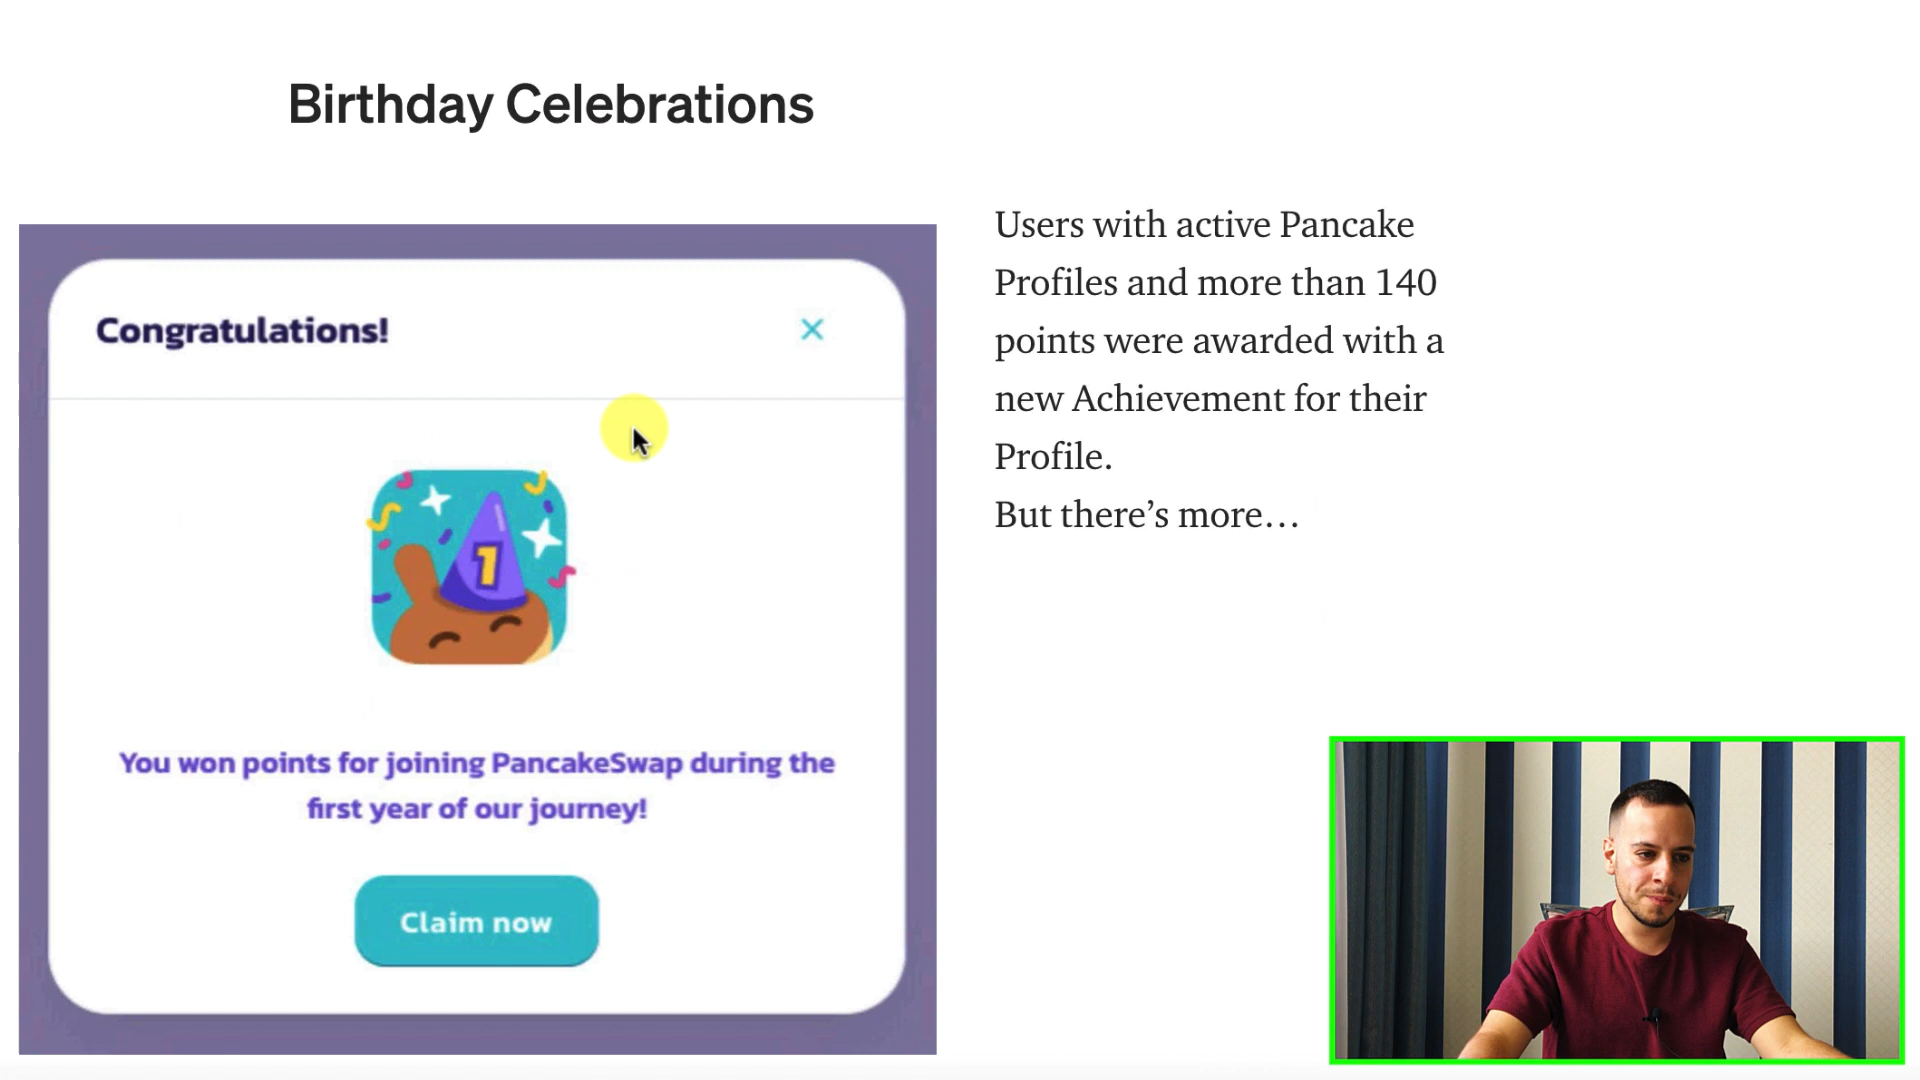 Birthday Celebrations
Congratulations!
1
You won points for joining PancakeSwap during the
first year of our journey!
Claim now
Users with active Pancake
Profiles and more than 140
points were awarded with a
new Achievement for their
Profile.
But there’s more…